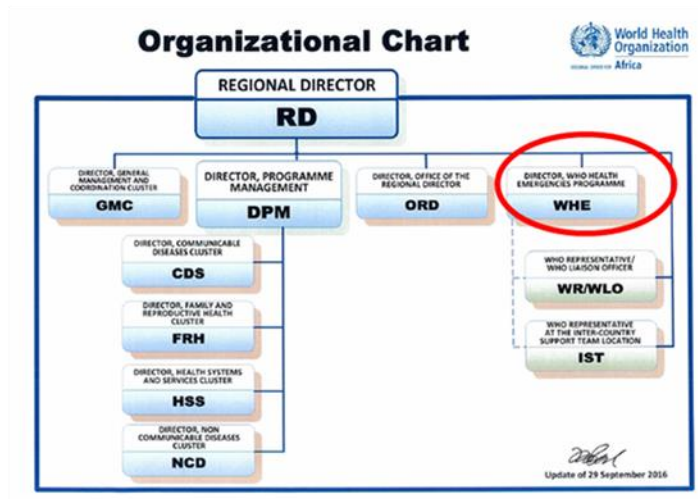 Organizational Chart
World Health
Organization
Africa
REGIONAL DIRECTOR
RD
DIRECTOR, GENERAL
MANAGEMENT AND
COORDINATION CLUSTER
GMC
DIRECTOR, PROGRAMME
MANAGEMENT
DPM
DIRECTOR, OFFICE OF THE
REGIONAL DIRECTOR
ORD
DIRECTOR, WHO HEALTH
EMERGENCIES PROGRAMME
WHE
DIRECTOR, COMMUNICABLE
DISEASES CLUSTER
CDS
DIRECTOR, FAMILY AND
REPRODUCTIVE HEALTH
CLUSTER
FRH
DIRECTOR, HEALTH SYSTEMS
AND SERVICES CLUSTER
HSS
DIRECTOR, NON
COMMUNICABLE DISEASES
CLUSTER
NCD
WHO REPRESENTATIVE/
WHO LIAISON OFFICER
WR/WLO
WHO REPRESENTATIVE
AT THE INTER-COUNTRY
SUPPORT TEAM LOCATION
IST
Update of 29 September 2016